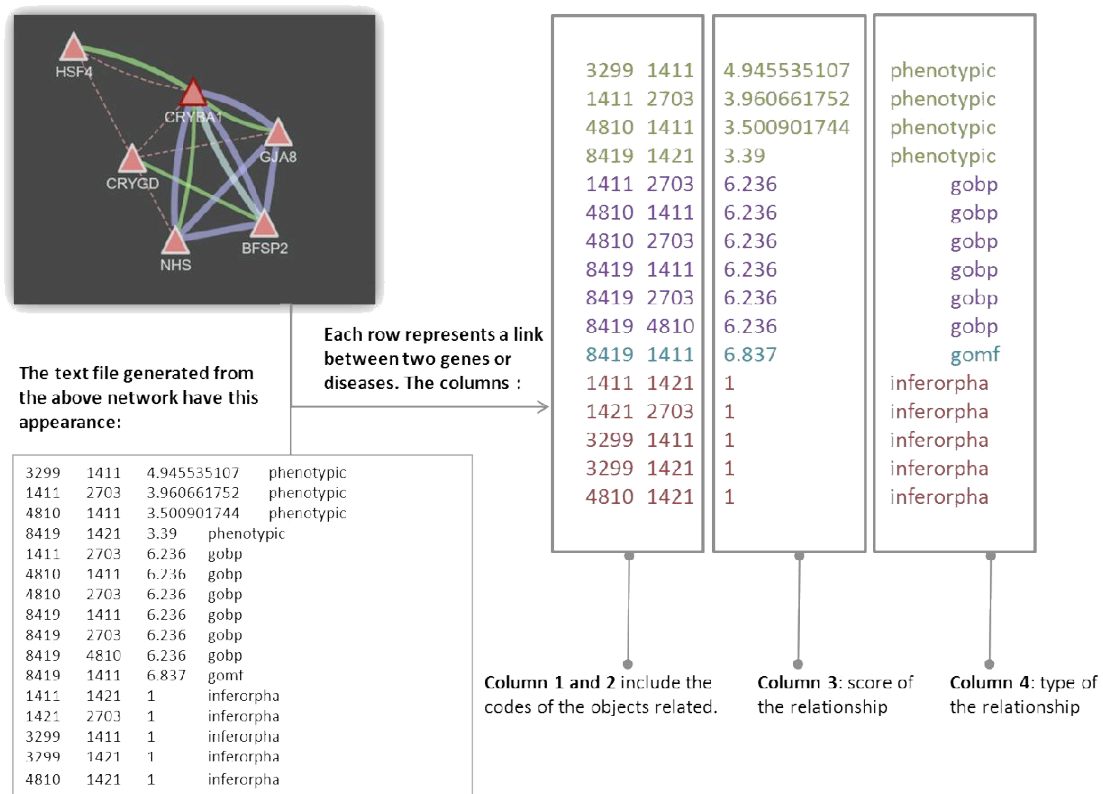 HSF4
CRYBA1
GJA8
CRYGD
BFSP2
NHS
The text file generated from
the above network have this
appearance:
3299 1411 4.945535107 phenotypic
1411 2703 3.960661752 phenotypic
4810 1411 3.500901744 phenotypic
8419 1421 3.39 phenotypic
1411 2703 6.236 gobp
4810 1411 6.236 gobp
4810 2703 6.236 gobp
8419 1411 6.236 gobp
8419 2703 6.236 gobp
8419 4810 6.236 gobp
8419 1411 6.837 gomf
1411 1421 1 inferorpha
1421 2703 1 inferorpha
3299 1411 1 inferorpha
3299 1421 1 inferorpha
4810 1421 1 inferorpha
Each row represents a link
between two genes or
diseases. The columns :
3299 1411 4.945535107 phenotypic
1411 2703 3.960661752 phenotypic
4810 1411 3.500901744 phenotypic
8419 1421 3.39 phenotypic
1411 2703 6.236 gobp
4810 1411 6.236 gobp
4810 2703 6.236 gobp
8419 1411 6.236 gobp
8419 2703 6.236 gobp
8419 4810 6.236 gobp
8419 1411 6.837 gomf
1411 1421 1 inferorpha
1421 2703 1 inferorpha
3299 1411 1 inferorpha
3299 1421 1 inferorpha
4810 1421 1 inferorpha
Column 1 and 2 include the
codes of the objects related.
Column 3: score of
the relationship
Column 4: type of
the relationship